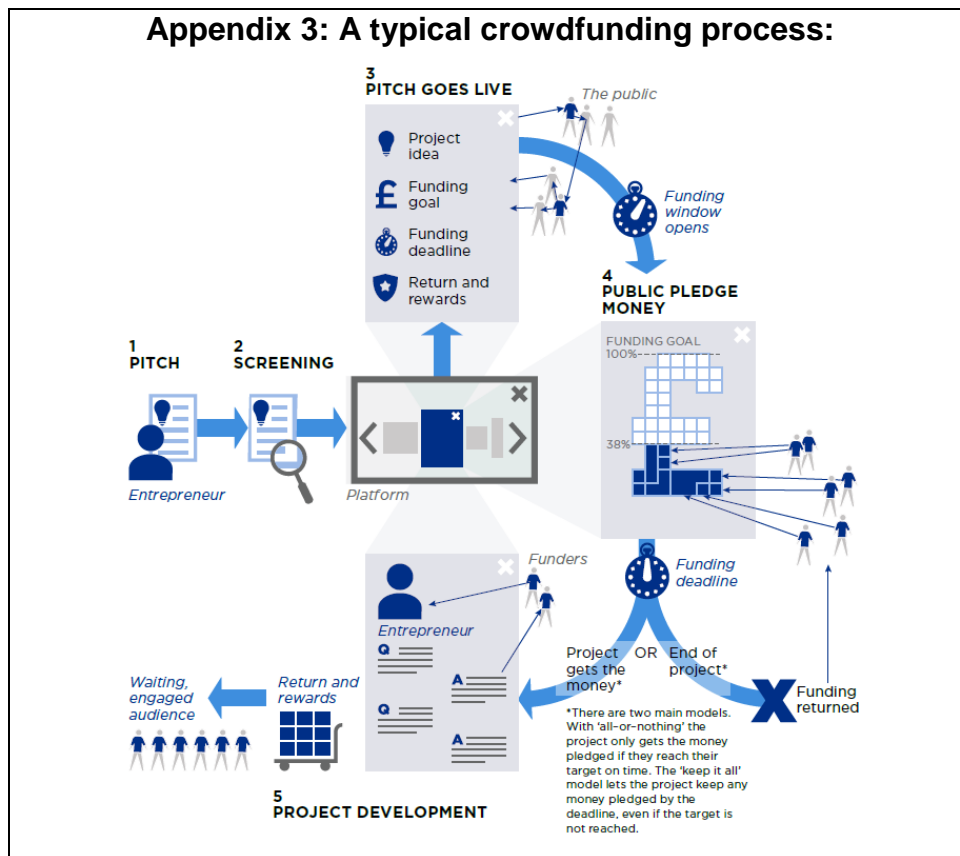 Appendix 3: A typical crowdfunding process:
3
PITCH GOES LIVE
The public
Project
idea
£ Funding
goal
Funding
deadline
Return and
rewards
Funding
window
opens
4
PUBLIC PLEDGE
MONEY
FUNDING GOAL
100%
38%
1
PITCH
2
SCREENING
Entrepreneur
Platform
Funding
deadline
Funders
Entrepreneur
Q
A
Q
A
Project
gets the
money*
OR
End of
project*
Funding
returned
*There are two main models.
With ‘all-or-nothing’ the
project only gets the money
pledged if they reach their
target on time. The ‘keep it all’
model lets the project keep any
money pledged by the
deadline, even if the target is
not reached.
Waiting,
engaged
audience
Return and
rewards
5
PROJECT DEVELOPMENT